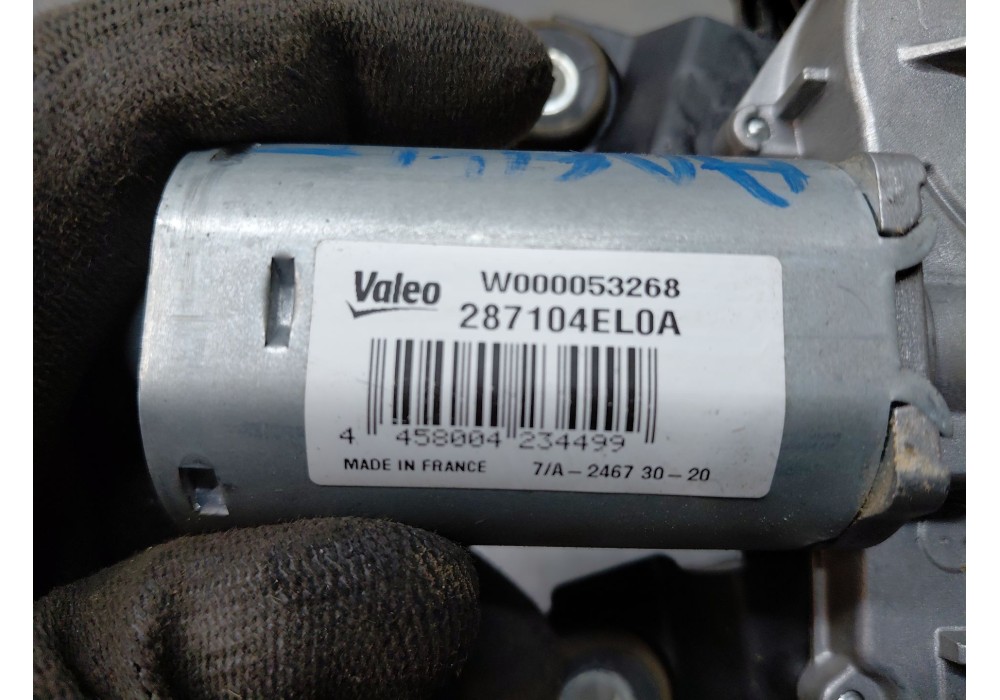 Valeo W000053268
287104EL0A
4 458004 234499
MADE IN FRANCE 7/A-2467 30-20